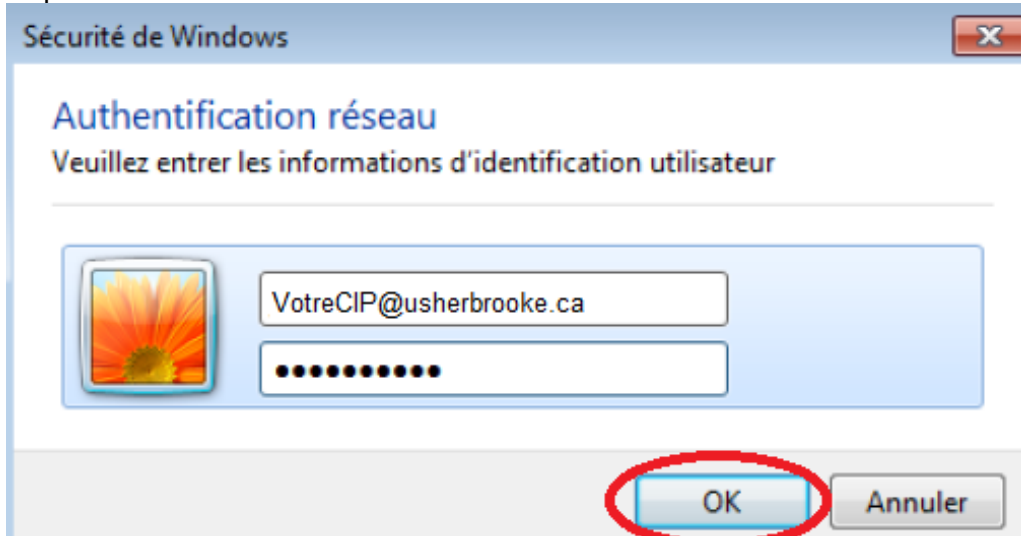 Sécurité de Windows
Authentification réseau
Veuillez entrer les informations d'identification utilisateur
VotreCIP@usherbrooke.ca
●●●●●●●●●●
OK Annuler